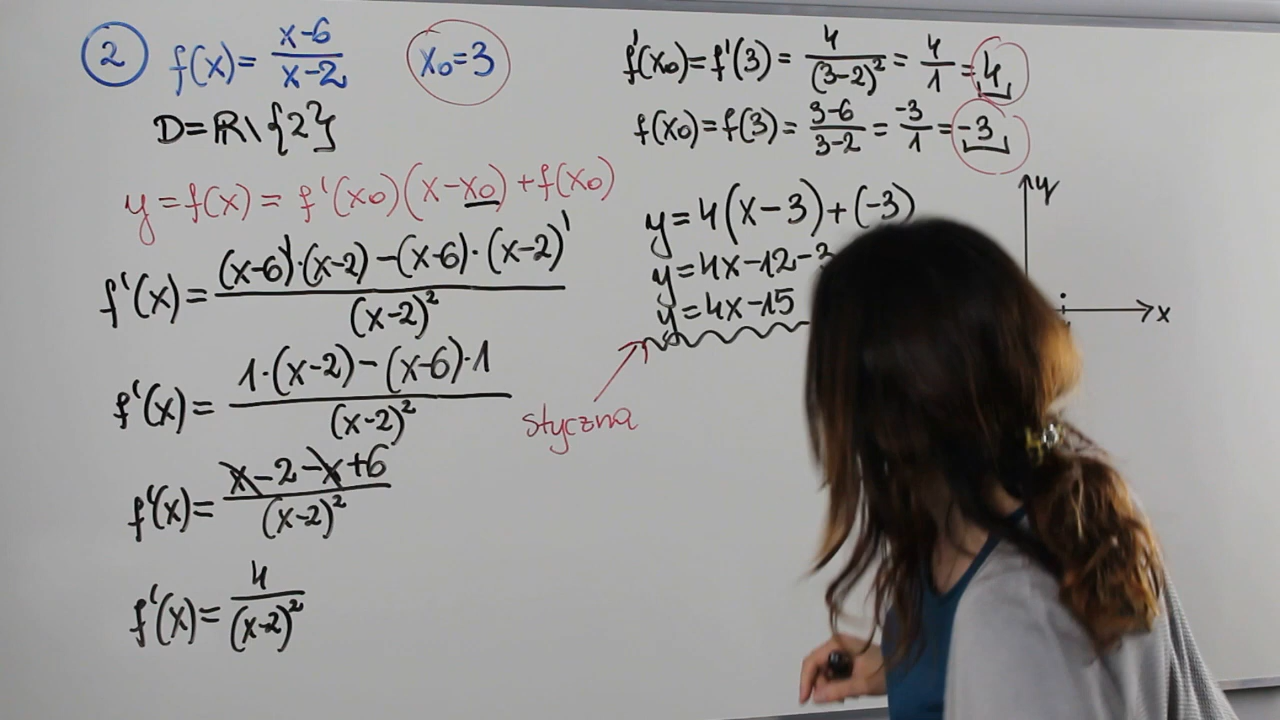 2 f(x)= x-6/x-2 x₀=3
D=ℝ\{2}
y=f(x)=f'(x₀)(x-x₀)+f(x₀)
f'(x)= (x-6)'·(x-2)-(x-6)·(x-2)'/(x-2)²
f'(x)= 1·(x-2)-(x-6)·1/(x-2)²
f'(x)= x-2-x+6/(x-2)²
f'(x)= 4/(x-2)²
f'(x₀)=f'(3)= 4/(3-2)² = 4/1 =4
f(x₀)=f(3)= 3-6/3-2 = -3/1 =-3
y=4(x-3)+(-3)
y=4x-12-3
y=4x-15
styczna
y
x